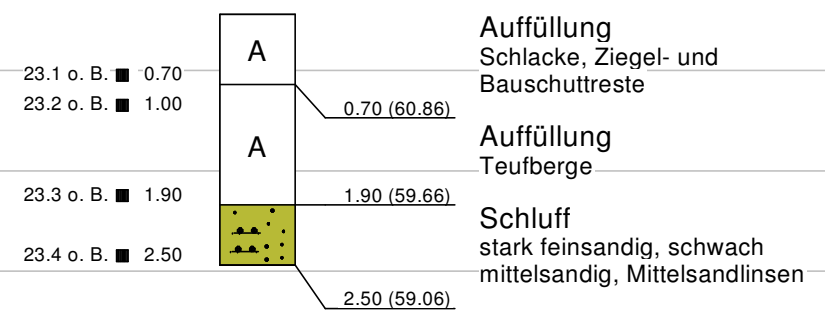 23.1 o. B. 0.70
23.2 o. B. 1.00
23.3 o. B. 1.90
23.4 o. B. 2.50
A
A
0.70 (60.86)
1.90 (59.66)
2.50 (59.06)
Auffüllung
Schlacke, Ziegel- und
Bauschuttreste
Auffüllung
Teufberge
Schluff
stark feinsandig, schwach
mittelsandig, Mittelsandlinsen